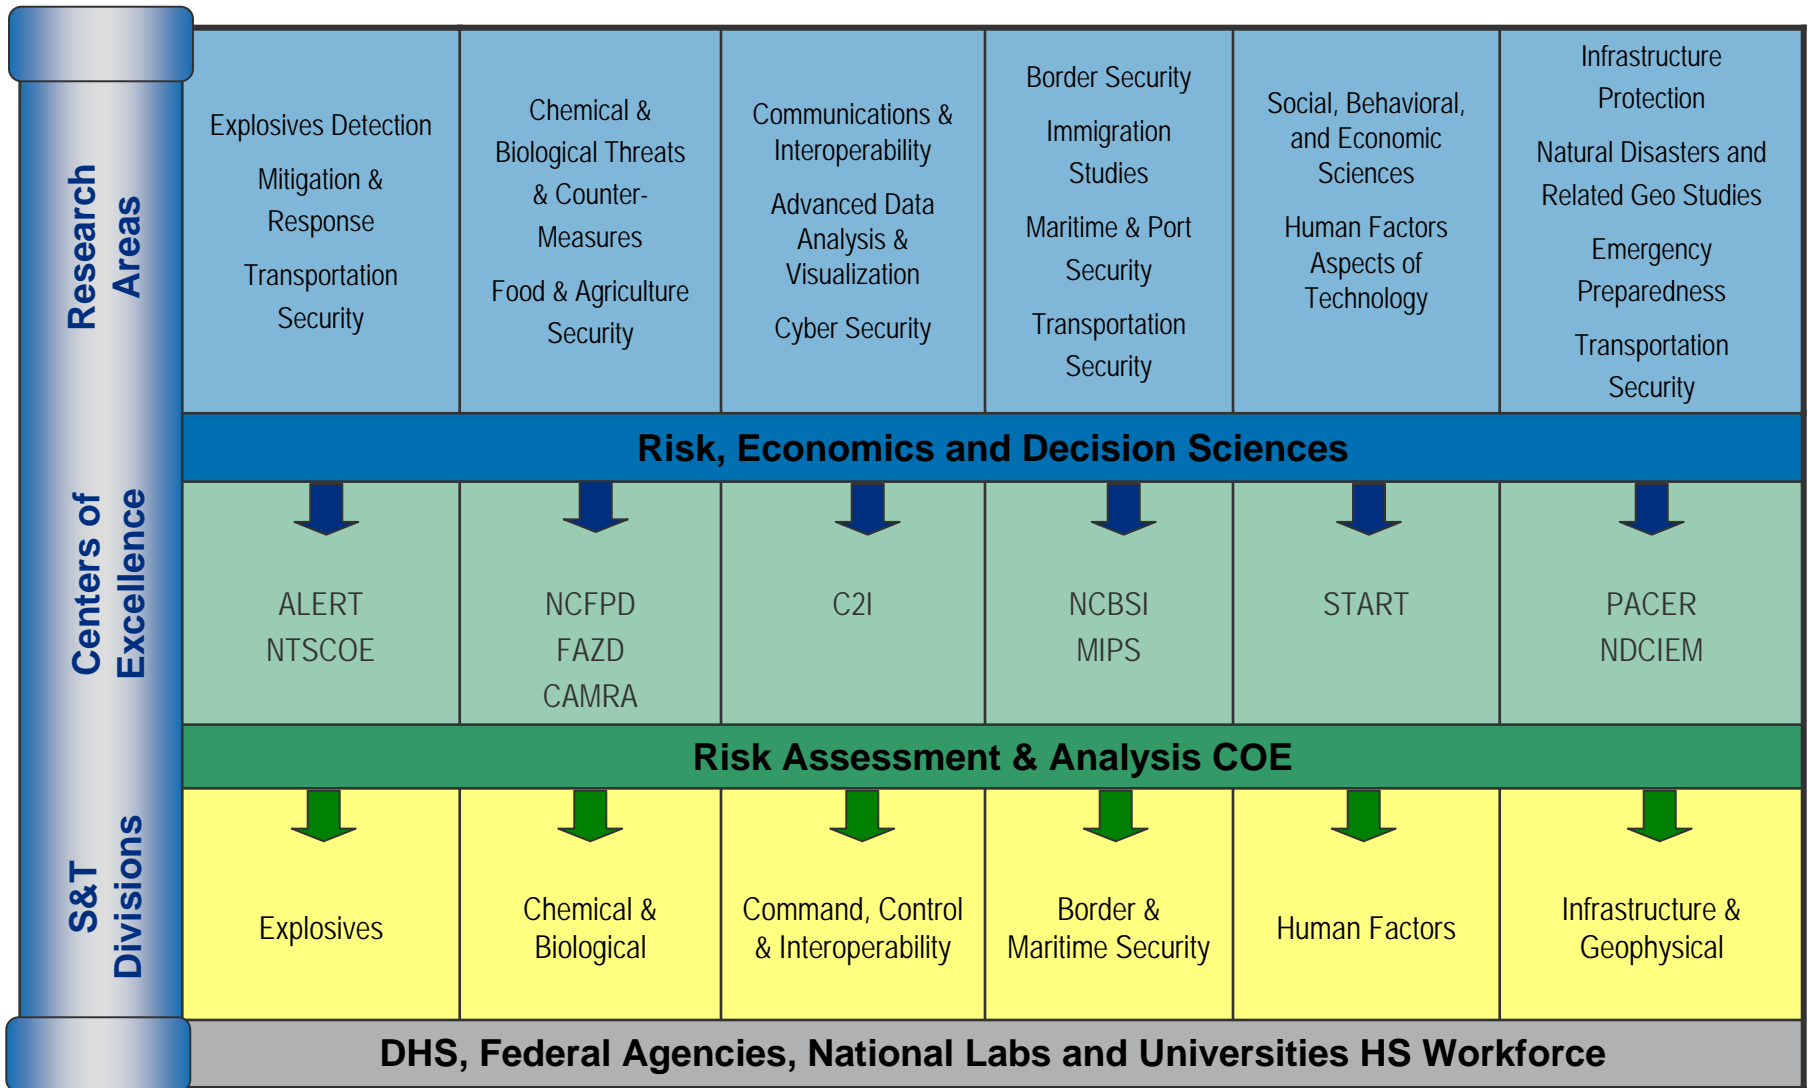 Research
Areas
Explosives Detection
Mitigation &
Response
Transportation
Security
Chemical &
Biological Threats
& Counter-
Measures
Food & Agriculture
Security
Communications &
Interoperability
Advanced Data
Analysis &
Visualization
Cyber Security
Border Security
Immigration
Studies
Maritime & Port
Security
Transportation
Security
Social, Behavioral,
and Economic
Sciences
Human Factors
Aspects of
Technology
Infrastructure
Protection
Natural Disasters and
Related Geo Studies
Emergency
Preparedness
Transportation
Security
Risk, Economics and Decision Sciences
Centers of
Excellence
ALERT
NTSCOE
NCFPD
FAZD
CAMRA
C2I
NCBSI
MIPS
START
PACER
NDCIEM
Risk Assessment & Analysis COE
S&T
Divisions
Explosives
Chemical &
Biological
Command, Control
& Interoperability
Border &
Maritime Security
Human Factors
Infrastructure &
Geophysical
DHS, Federal Agencies, National Labs and Universities HS Workforce